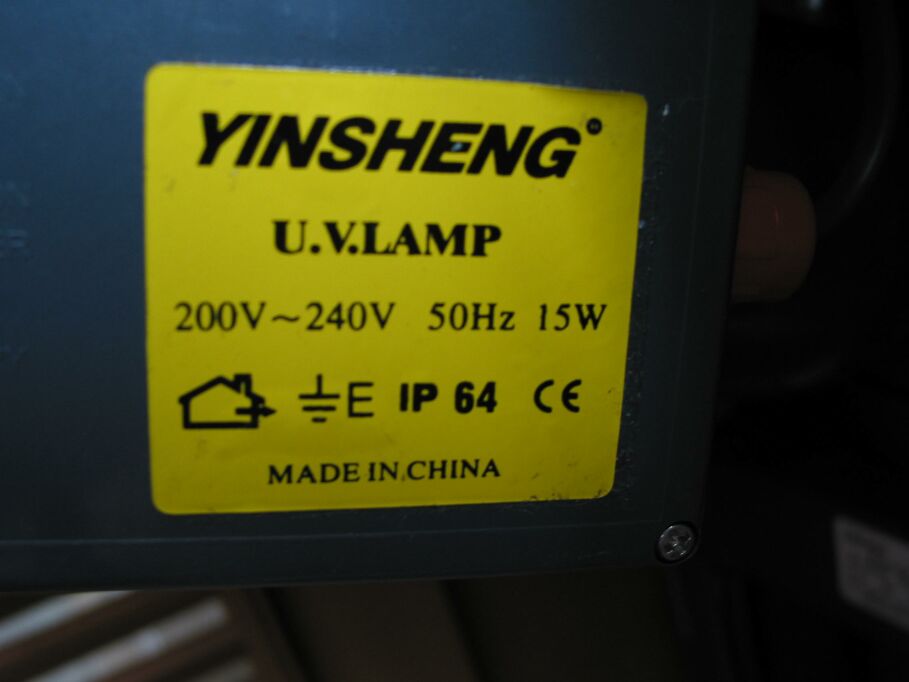 YINSHENG®
U.V.LAMP
200V~240V 50Hz 15W
E IP 64 CE
MADE IN CHINA